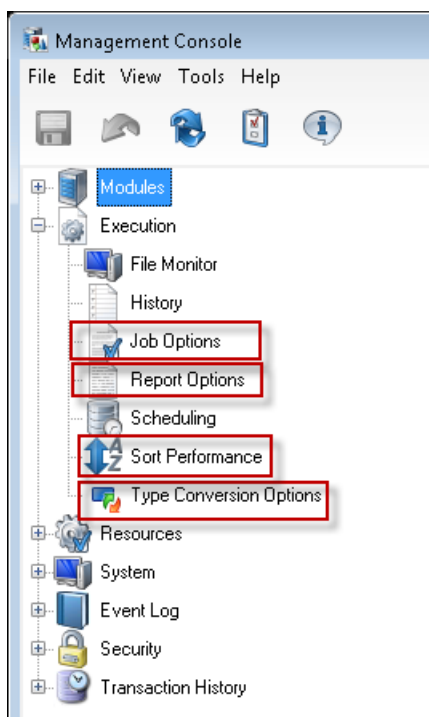 Management Console
File Edit View Tools Help
Modules
Execution
File Monitor
History
Job Options
Report Options
Scheduling
A
Z
Sort Performance
Type Conversion Options
Resources
System
Event Log
Security
Transaction History